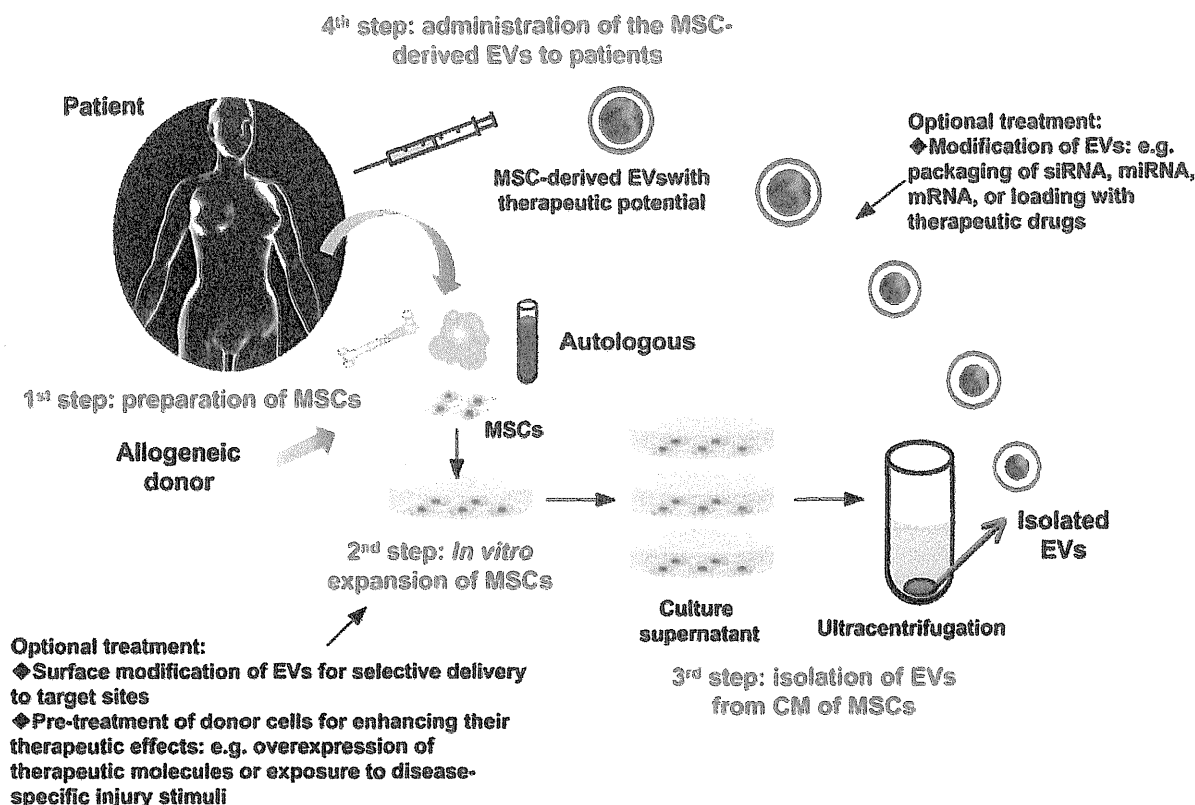 4th step: administration of the MSC-
derived EVs to patients
Patient
MSC-derived EVswith
therapeutic potential
Optional treatment:
◆Modification of EVs: e.g.
packaging of siRNA, miRNA,
mRNA, or loading with
therapeutic drugs
Autologous
1st step: preparation of MSCs
MSCs
Allogeneic
donor
2nd step: In vitro
expansion of MSCs
Isolated
EVs
Culture
supernatant
Ultracentrifugation
3rd step: isolation of EVs
from CM of MSCs
Optional treatment:
◆Surface modification of EVs for selective delivery
to target sites
◆Pre-treatment of donor cells for enhancing their
therapeutic effects: e.g. overexpression of
therapeutic molecules or exposure to disease-
specific injury stimuli